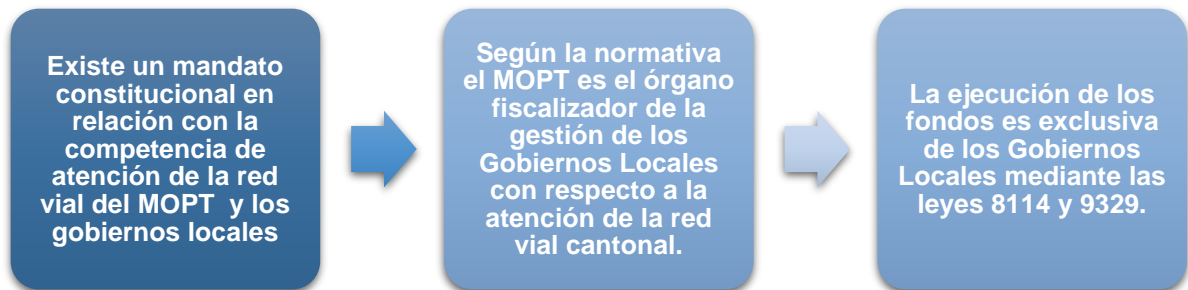 Existe un mandato
constitucional en
relación con la
competencia de
atención de la red
vial del MOPT y los
gobiernos locales
Según la normativa
el MOPT es el órgano
fiscalizador de la
gestión de los
Gobiernos Locales
con respecto a la
atención de la red
vial cantonal.
La ejecución de los
fondos es exclusiva
de los Gobiernos
Locales mediante las
leyes 8114 y 9329.